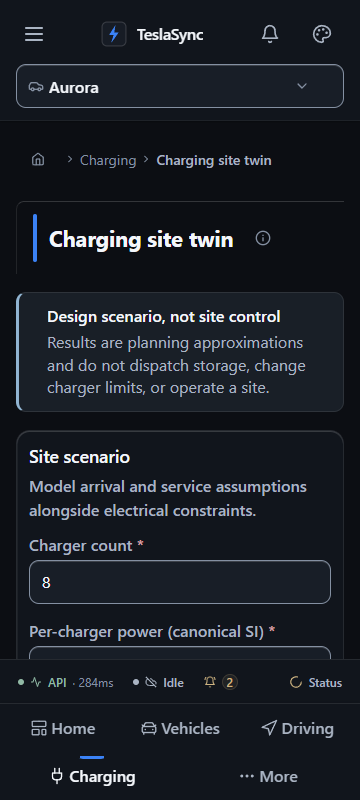 TeslaSync
Aurora
Charging
Charging site twin
Charging site twin
Design scenario, not site control
Results are planning approximations
and do not dispatch storage, change
charger limits, or operate a site.
Site scenario
Model arrival and service assumptions
alongside electrical constraints.
Charger count *
8
Per-charger power (canonical SI) *
API · 284ms
Idle
2
Status
Home
Vehicles
Driving
Charging
More